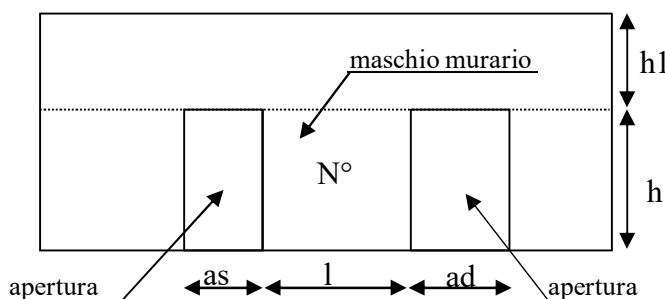 h1
maschio murario
N°
h
as l ad
apertura apertura